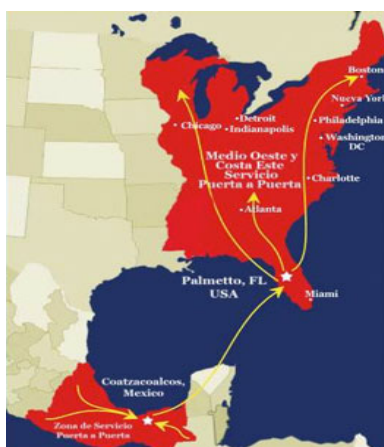 Boston
Nueva York
Detroit
Philadelphia
Chicago
Indianapolis
Washington
DC
Medio Oeste y
Costa Este
Servicio
Puerta a Puerta
Charlotte
Atlanta
Palmetto, FL
USA
Miami
Coatzacoalcos,
Mexico
Zona de Servicio
Puerta a Puerta